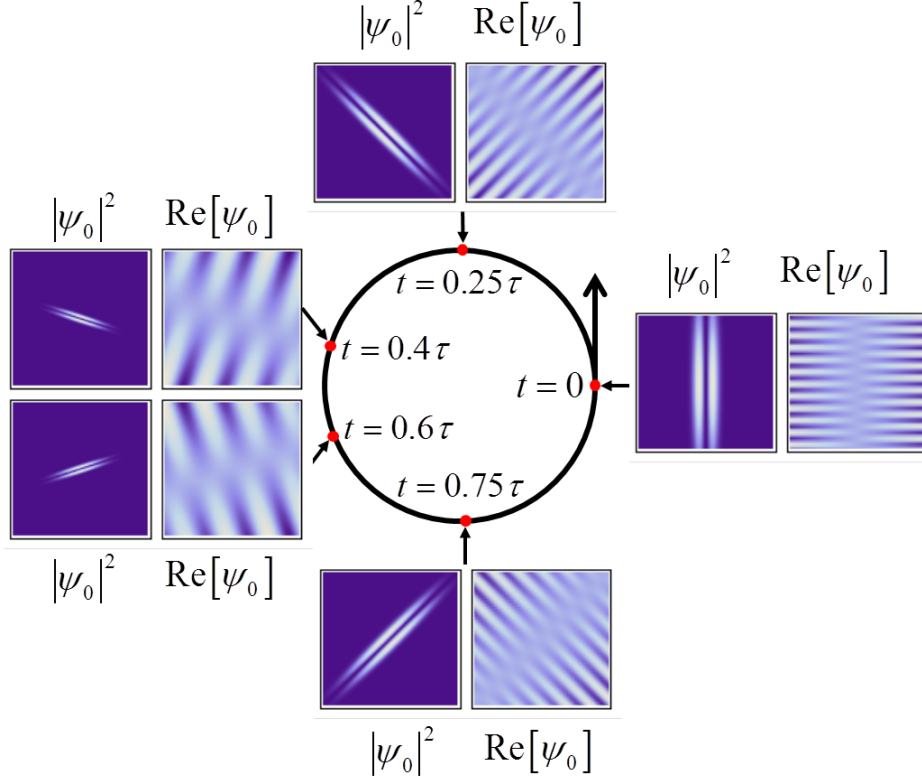 |ψ₀|² Re[ψ₀]
|ψ₀|² Re[ψ₀]
t = 0.25τ
|ψ₀|² Re[ψ₀]
t = 0.4τ
t = 0
t = 0.6τ
t = 0.75τ
|ψ₀|² Re[ψ₀]
|ψ₀|² Re[ψ₀]